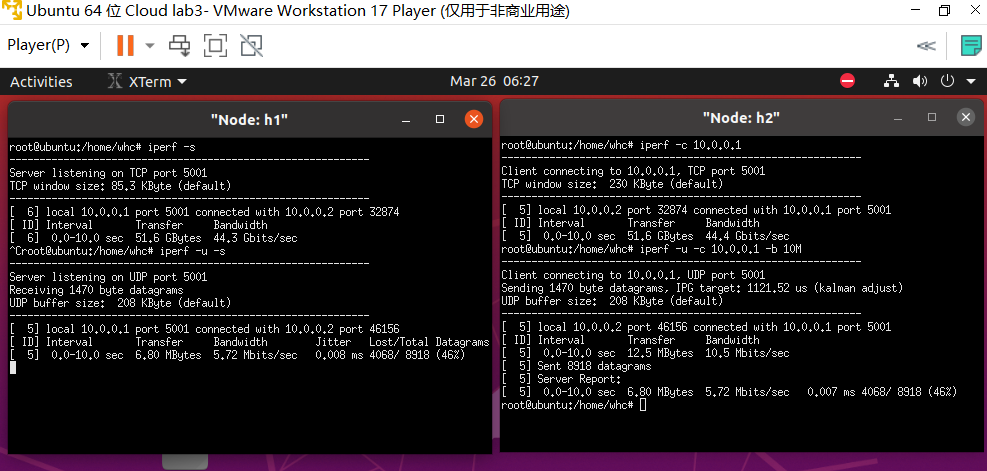 Ubuntu 64 位 Cloud lab3- VMware Workstation 17 Player (仅用于非商业用途)
Player(P)
Activities XTerm Mar 26 06:27
"Node: h1"
root@ubuntu:/home/whc# iperf -s
------------------------------------------------------------
Server listening on TCP port 5001
TCP window size: 85.3 KByte (default)
------------------------------------------------------------
[  6] local 10.0.0.1 port 5001 connected with 10.0.0.2 port 32874
[ ID] Interval       Transfer     Bandwidth
[  6]  0.0-10.0 sec  51.6 GBytes  44.3 Gbits/sec
^Croot@ubuntu:/home/whc# iperf -u -s
------------------------------------------------------------
Server listening on UDP port 5001
Receiving 1470 byte datagrams
UDP buffer size:  208 KByte (default)
------------------------------------------------------------
[  5] local 10.0.0.1 port 5001 connected with 10.0.0.2 port 46156
[ ID] Interval       Transfer     Bandwidth        Jitter   Lost/Total Datagrams
[  5]  0.0-10.0 sec  6.80 MBytes  5.72 Mbits/sec   0.008 ms 4068/ 8918 (46%)
"Node: h2"
root@ubuntu:/home/whc# iperf -c 10.0.0.1
------------------------------------------------------------
Client connecting to 10.0.0.1, TCP port 5001
TCP window size:  230 KByte (default)
------------------------------------------------------------
[  5] local 10.0.0.2 port 32874 connected with 10.0.0.1 port 5001
[ ID] Interval       Transfer     Bandwidth
[  5]  0.0-10.0 sec  51.6 GBytes  44.4 Gbits/sec
root@ubuntu:/home/whc# iperf -u -c 10.0.0.1 -b 10M
------------------------------------------------------------
Client connecting to 10.0.0.1, UDP port 5001
Sending 1470 byte datagrams, IPG target: 1121.52 us (kalman adjust)
UDP buffer size:  208 KByte (default)
------------------------------------------------------------
[  5] local 10.0.0.2 port 46156 connected with 10.0.0.1 port 5001
[ ID] Interval       Transfer     Bandwidth
[  5]  0.0-10.0 sec  12.5 MBytes  10.5 Mbits/sec
[  5] Sent 8918 datagrams
[  5] Server Report:
[  5]  0.0-10.0 sec  6.80 MBytes  5.72 Mbits/sec   0.007 ms 4068/ 8918 (46%)
root@ubuntu:/home/whc#